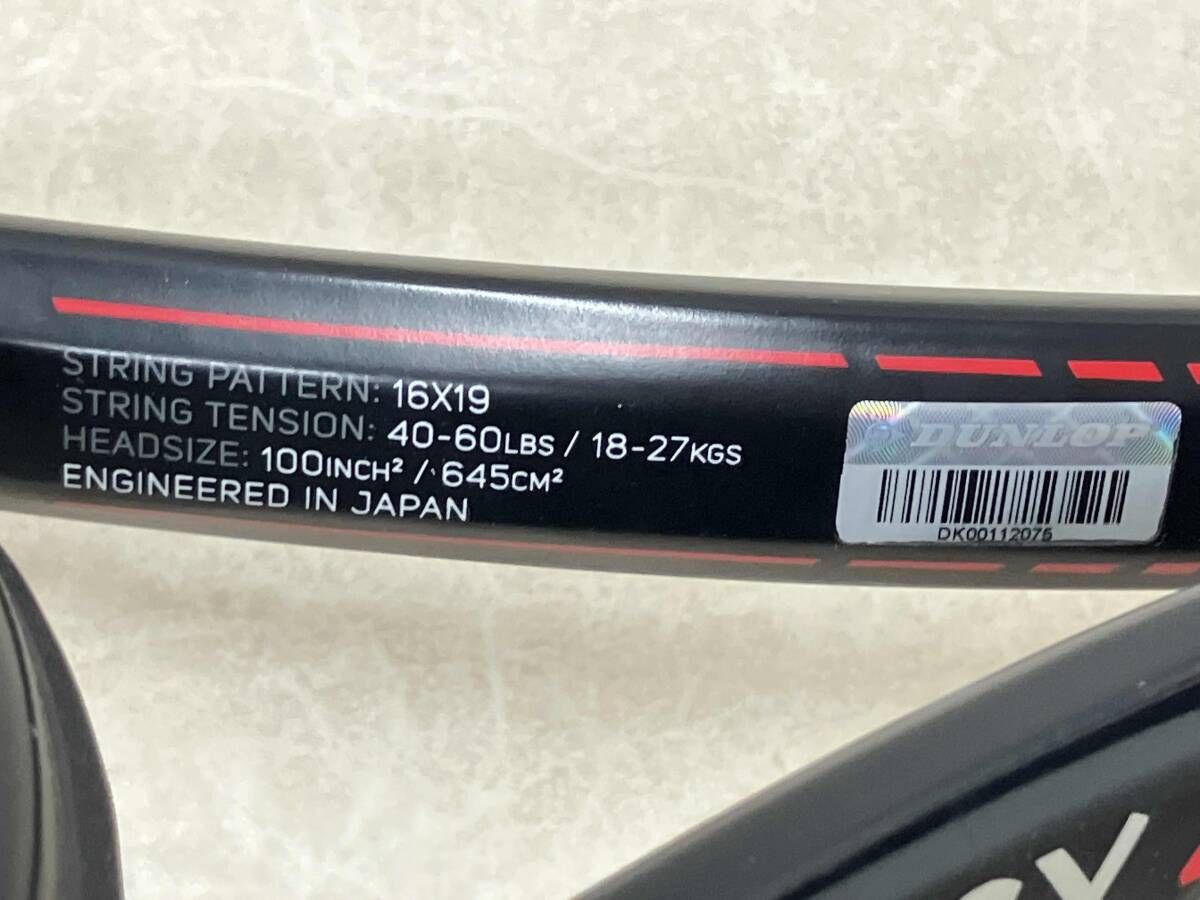 STRING PATTERN: 16X19
STRING TENSION: 40-60LBS / 18-27KGS
HEADSIZE: 100INCH² / 645CM²
ENGINEERED IN JAPAN
DUNLOP
DK00112075